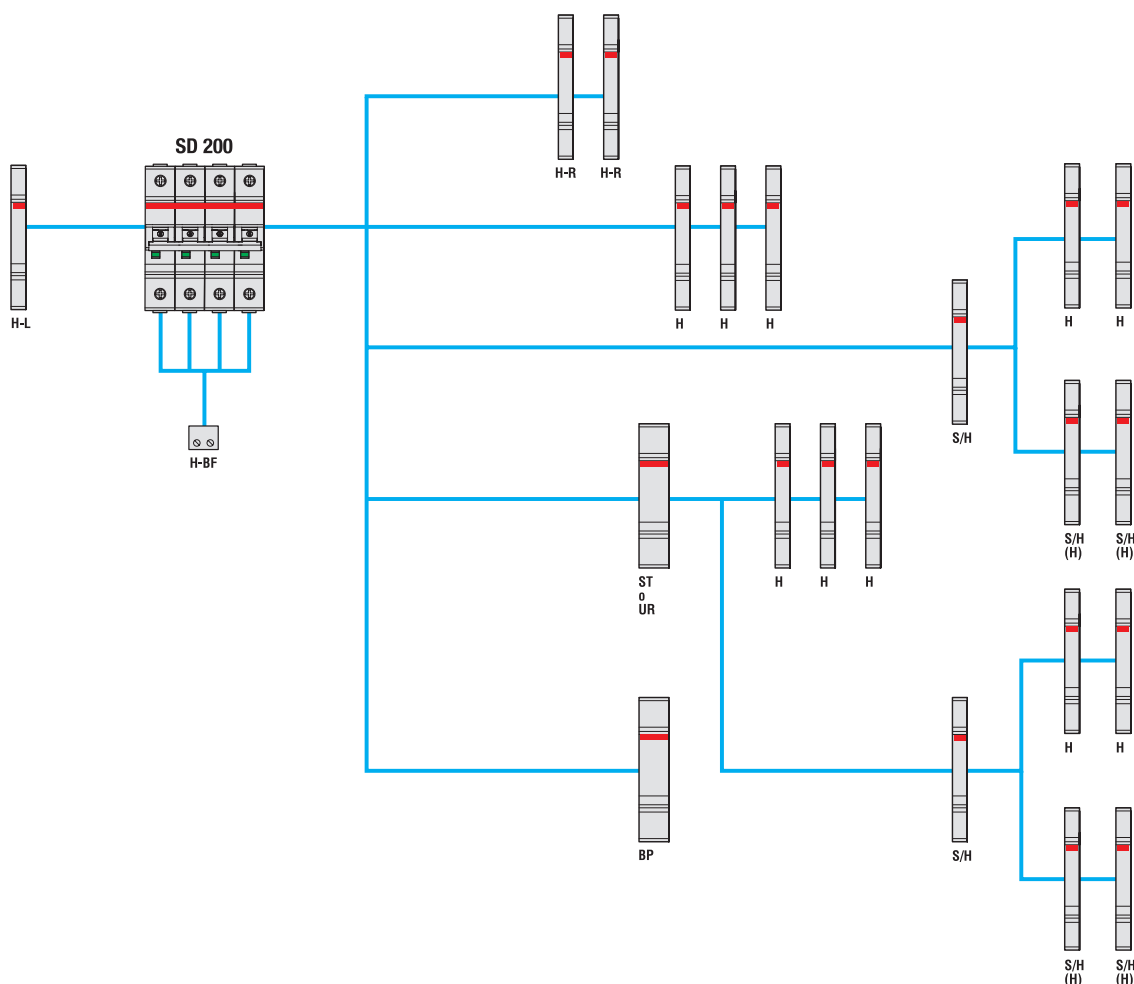 SD 200
H-R H-R
H-L
H H H
H H
H-BF
S/H
S/H S/H
(H) (H)
ST
o
UR
H H H
H H
BP
S/H
S/H S/H
(H) (H)